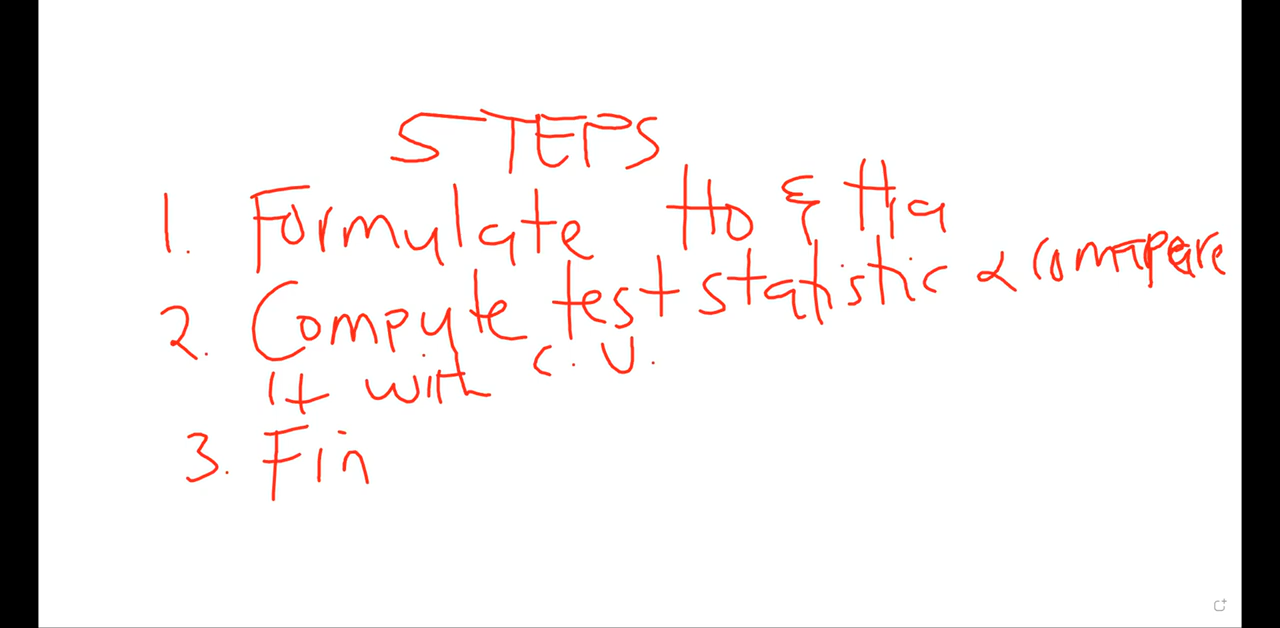 STEPS
1. Formulate Ho & Ha
2. Compute test statistic & compare
it with C.V.
3. Fin